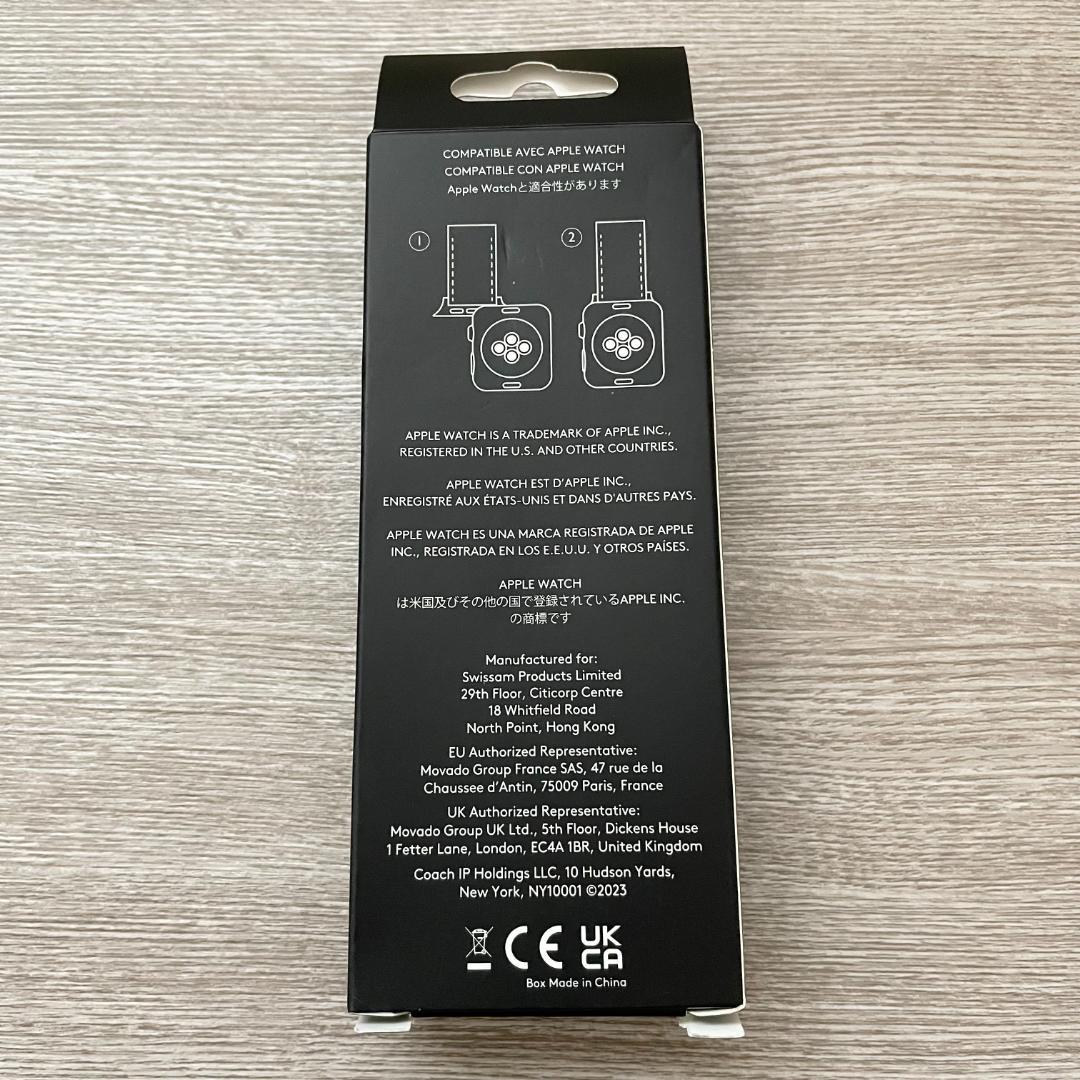 COMPATIBLE AVEC APPLE WATCH
COMPATIBLE CON APPLE WATCH
Apple Watchと適合性があります
1
2
APPLE WATCH IS A TRADEMARK OF APPLE INC.,
REGISTERED IN THE U.S. AND OTHER COUNTRIES.
APPLE WATCH EST D'APPLE INC.,
ENREGISTRÉ AUX ÉTATS-UNIS ET DANS D'AUTRES PAYS.
APPLE WATCH ES UNA MARCA REGISTRADA DE APPLE
INC., REGISTRADA EN LOS E.E.U.U. Y OTROS PAÍSES.
APPLE WATCH
は米国及びその他の国で登録されているAPPLE INC.
の商標です
Manufactured for:
Swissam Products Limited
29th Floor, Citicorp Centre
18 Whitfield Road
North Point, Hong Kong
EU Authorized Representative:
Movado Group France SAS, 47 rue de la
Chaussee d'Antin, 75009 Paris, France
UK Authorized Representative:
Movado Group UK Ltd., 5th Floor, Dickens House
1 Fetter Lane, London, EC4A 1BR, United Kingdom
Coach IP Holdings LLC, 10 Hudson Yards,
New York, NY10001 ©2023
CE UK
CA
Box Made in China